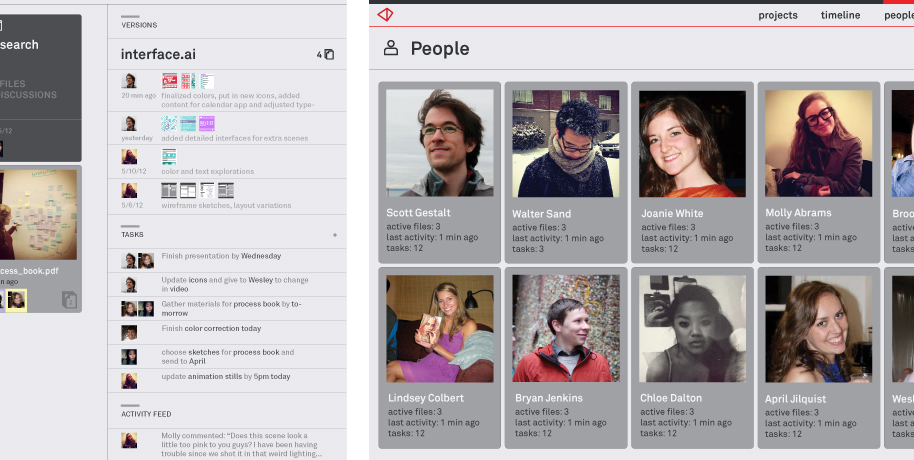 search
FILES
DISCUSSIONS
5/12
cess_book.pdf
n ago
VERSIONS
interface.ai
4
20 min ago
finalized colors, put in new icons, added
content for calendar app and adjusted type-
yesterday
added detailed interfaces for extra scenes
5/10/12
color and text explorations
5/6/12
wireframe sketches, layout variations
TASKS
+
Finish presentation by Wednesday
Update icons and give to Wesley to change
in video
Gather materials for process book by to-
morrow
Finish color correction today
choose sketches for process book and
send to April
update animation stills by 5pm today
ACTIVITY FEED
Molly commented: “Does this scene look a
little too pink to you guys? I have been having
trouble since we shot it in that weird lighting...
projects timeline people
People
Scott Gestalt
active files: 3
last activity: 1 min ago
tasks: 12
Walter Sand
active files: 3
last activity: 1 min ago
tasks: 3
Joanie White
active files: 3
last activity: 1 min ago
tasks: 12
Molly Abrams
active files: 3
last activity: 1 min ago
tasks: 12
Broo
active
last a
tasks
Lindsey Colbert
active files: 3
last activity: 1 min ago
tasks: 12
Bryan Jenkins
active files: 3
last activity: 1 min ago
tasks: 12
Chloe Dalton
active files: 3
last activity: 1 min ago
tasks: 12
April Jilquist
active files: 3
last activity: 1 min ago
tasks: 12
Wesl
active
last a
tasks